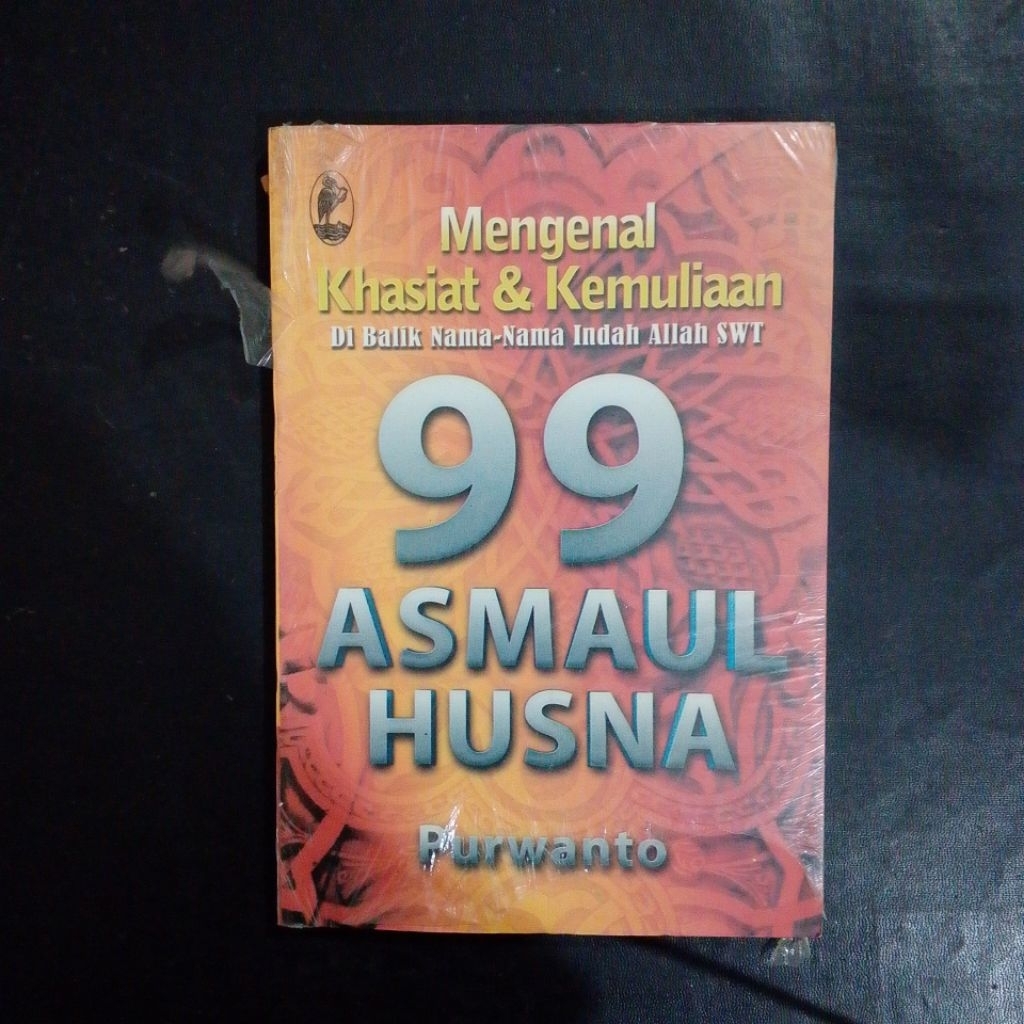 Mengenal
Khasiat & Kemuliaan
Di Balik Nama-Nama Indah Allah SWT
99
ASMAUL
HUSNA
Purwanto